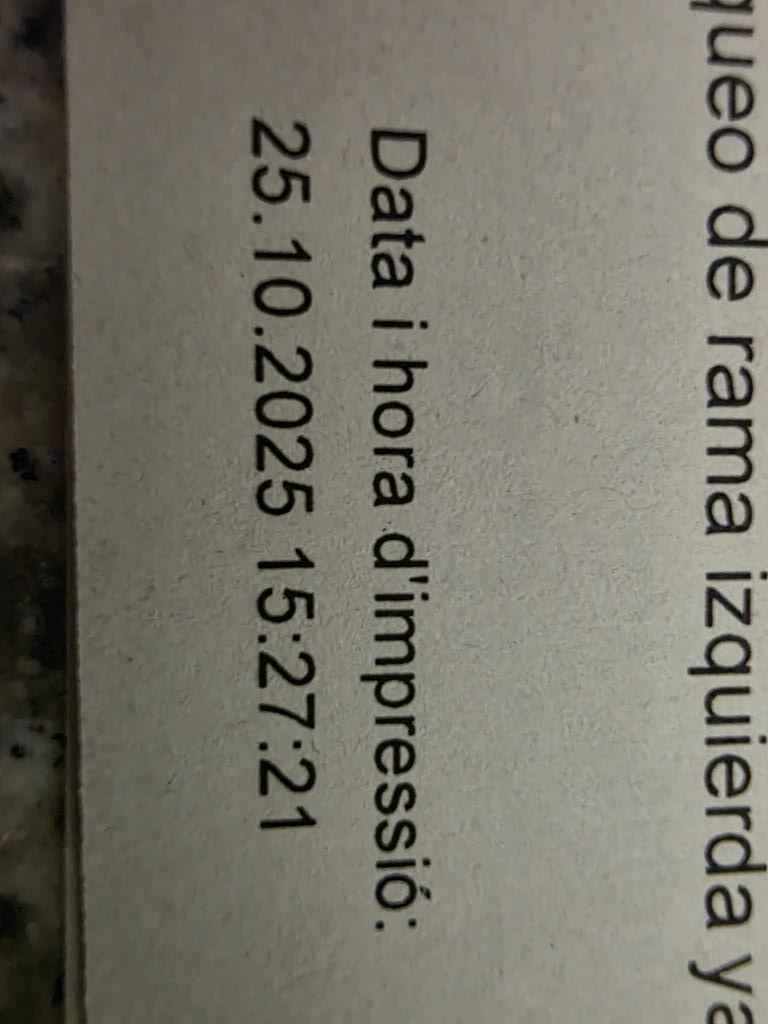 queo de rama izquierda ya
Data i hora d'impressió:
25.10.2025 15:27:21